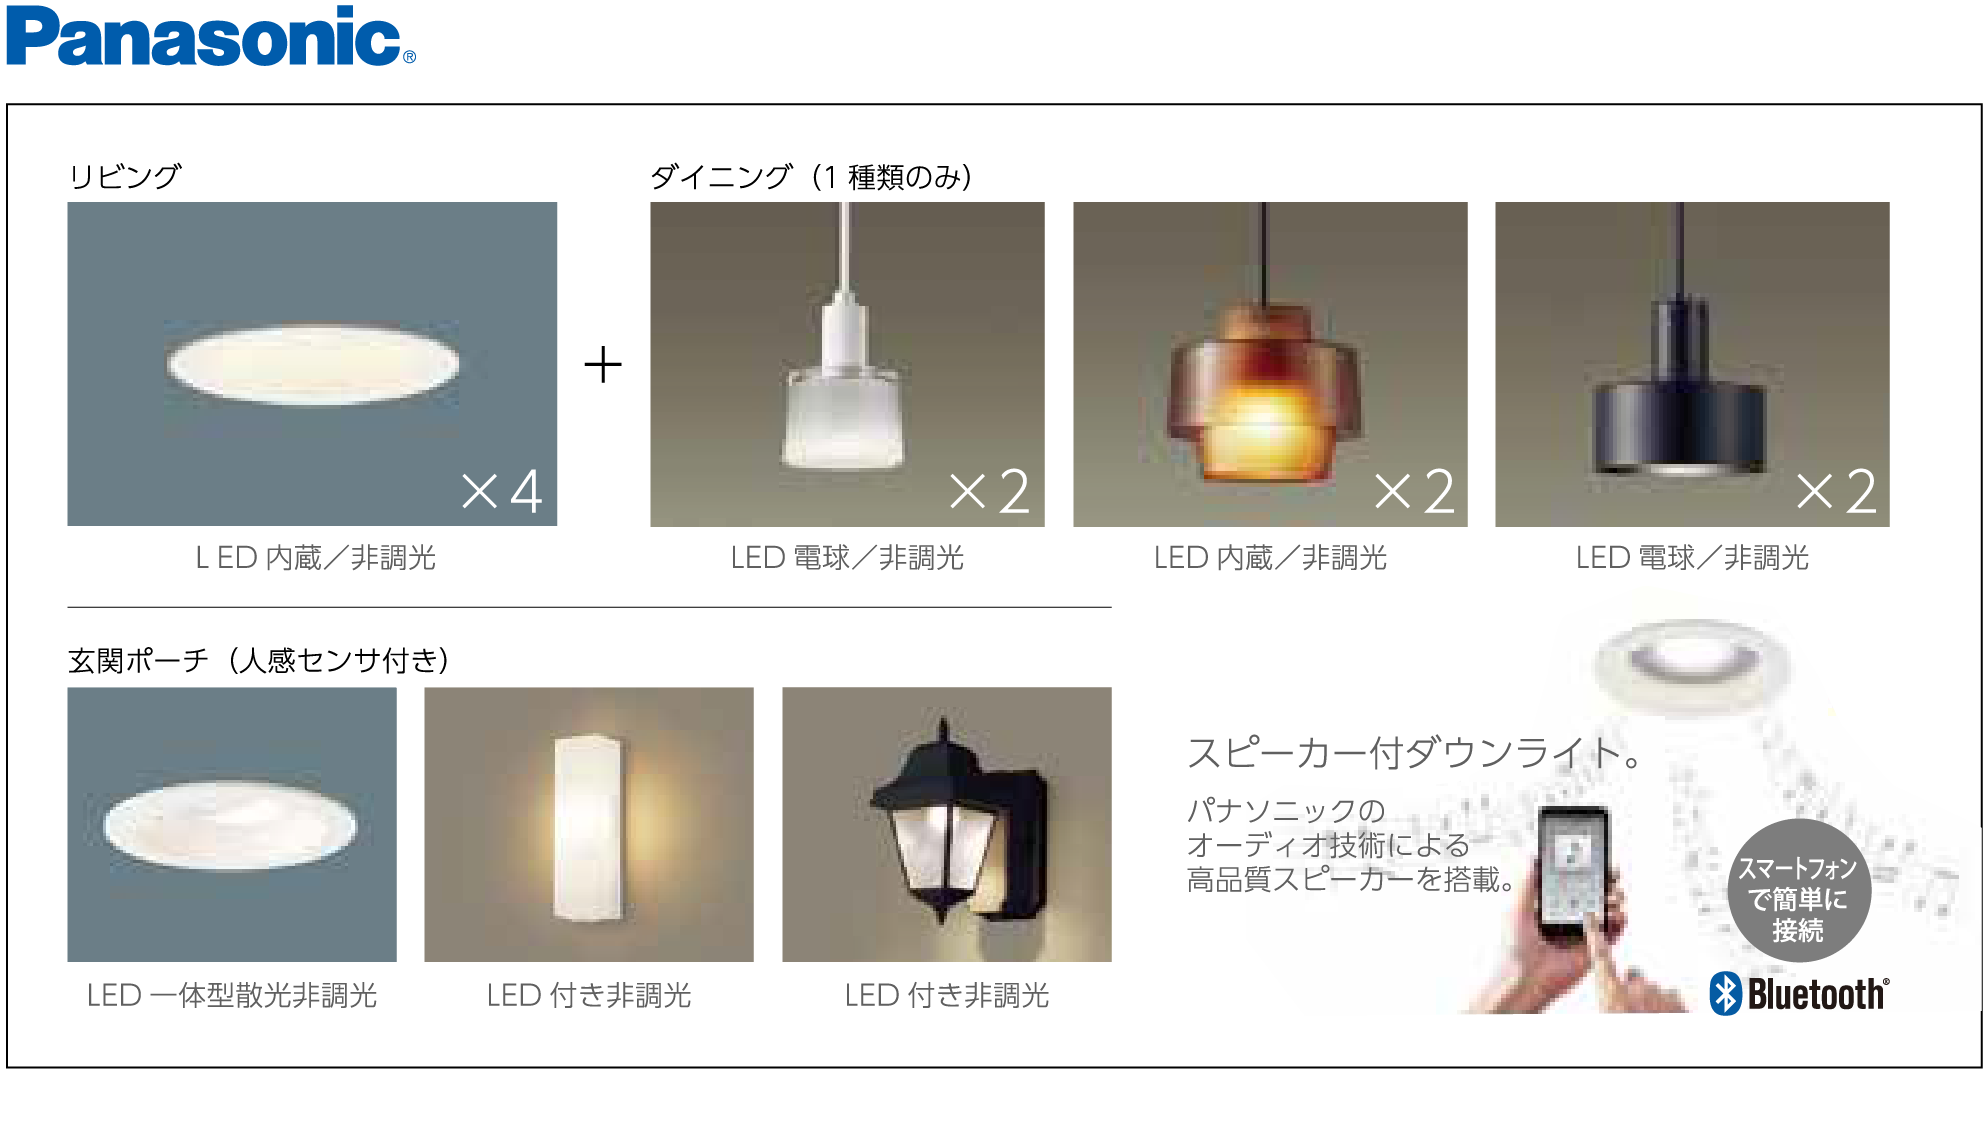 Panasonic®
リビング
ダイニング（1 種類のみ）
×4
＋
×2
×2
×2
LED 内蔵／非調光
LED 電球／非調光
LED 内蔵／非調光
LED 電球／非調光
玄関ポーチ（人感センサ付き）
LED 一体型散光非調光
LED 付き非調光
LED 付き非調光
スピーカー付ダウンライト。
パナソニックの
オーディオ技術による
高品質スピーカーを搭載。
スマートフォン
で簡単に
接続
Bluetooth®